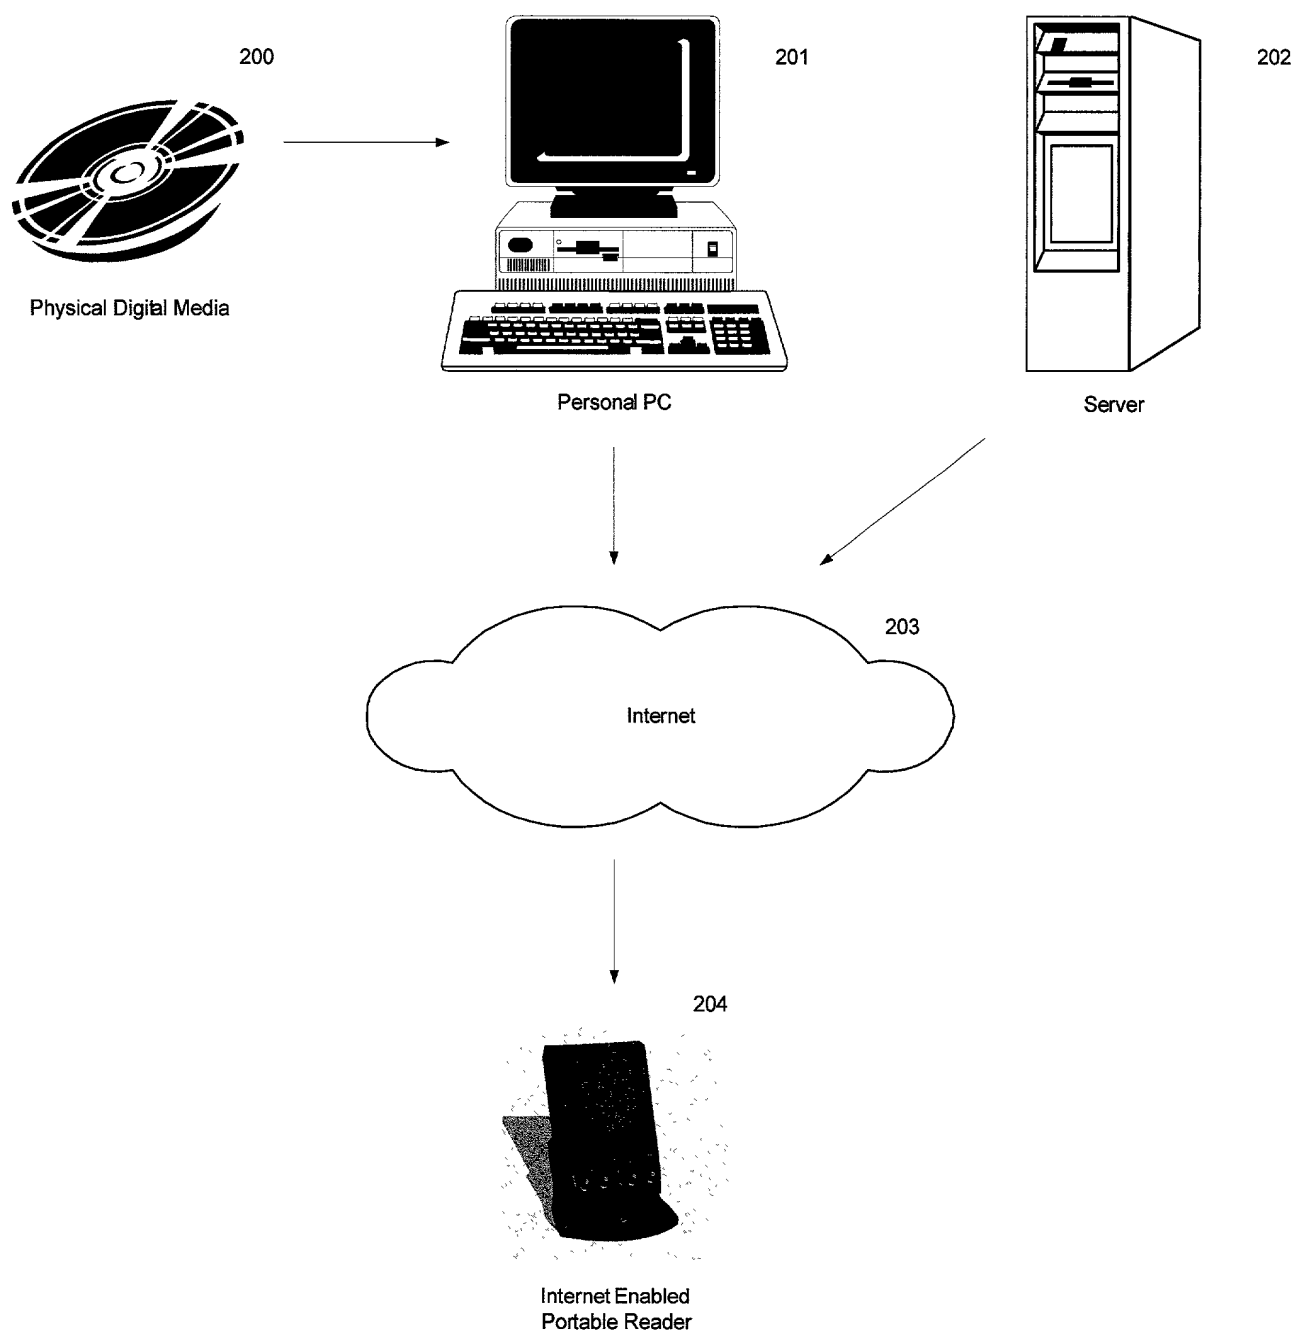 200
201
202
Physical Digital Media
Personal PC
Server
203
Internet
204
Internet Enabled
Portable Reader